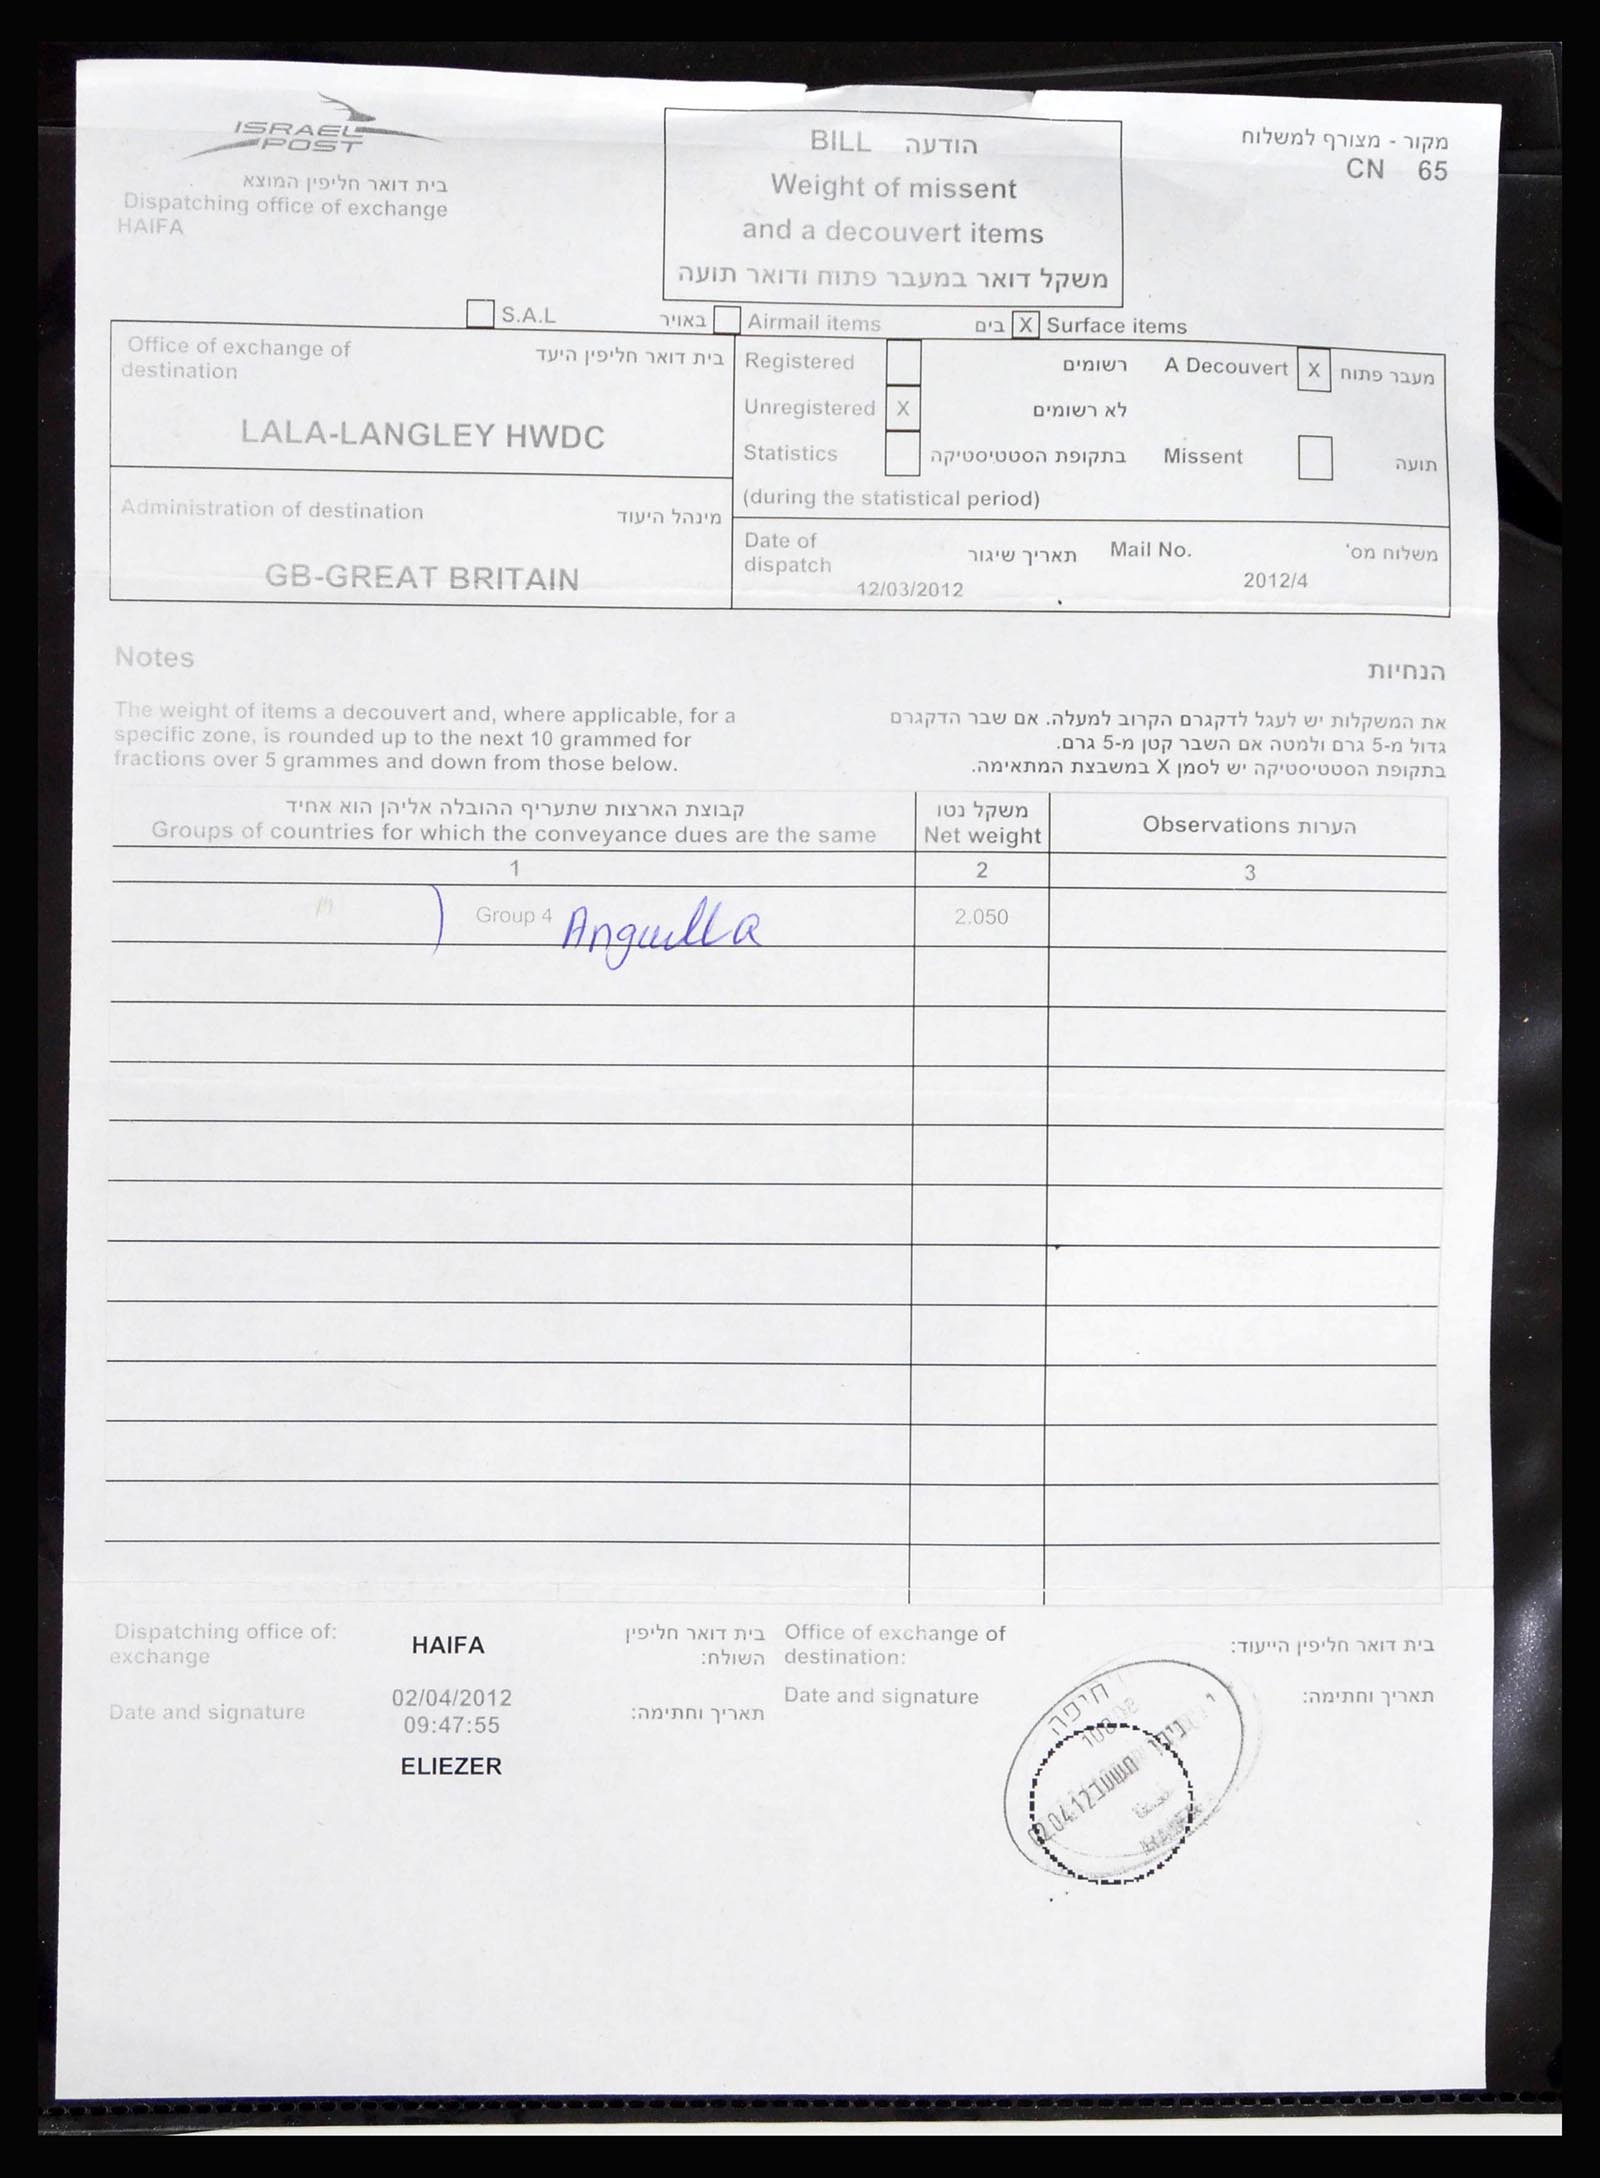 ISRAEL
POST
בית דואר חליפין המוצא
Dispatching office of exchange
HAIFA
BILL הודעה
Weight of missent
and a decouvert items
משקל דואר במעבר פתוח ודואר תועה
מקור - מצורף למשלוח
CN 65
S.A.L
באויר Airmail items
בים X Surface items
Office of exchange of
destination
בית דואר חליפין היעד
LALA-LANGLEY HWDC
Administration of destination מינהל היעוד
GB-GREAT BRITAIN
Registered רשומים A Decouvert X מעבר פתוח
Unregistered X לא רשומים
Statistics בתקופת הסטטיסטיקה Missent תועה
(during the statistical period)
Date of
dispatch
תאריך שיגור
12/03/2012
Mail No. משלוח מס'
2012/4
Notes
הנחיות
The weight of items a decouvert and, where applicable, for a
specific zone, is rounded up to the next 10 grammed for
fractions over 5 grammes and down from those below.
את המשקלות יש לעגל לדקגרם הקרוב למעלה. אם שבר הדקגרם
גדול מ-5 גרם ולמטה אם השבר קטן מ-5 גרם.
בתקופת הסטטיסטיקה יש לסמן X במשבצת המתאימה.
קבוצת הארצות שתעריף ההובלה אליהן הוא אחיד
Groups of countries for which the conveyance dues are the same
משקל נטו
Net weight
Observations הערות
1 2 3
Group 4 Anguilla 2.050
Dispatching office of:
exchange
HAIFA
בית דואר חליפין
השולח:
Office of exchange of
destination:
בית דואר חליפין הייעוד:
Date and signature
02/04/2012
09:47:55
תאריך וחתימה:
ELIEZER
Date and signature
תאריך וחתימה:
חיפה
02.04.12